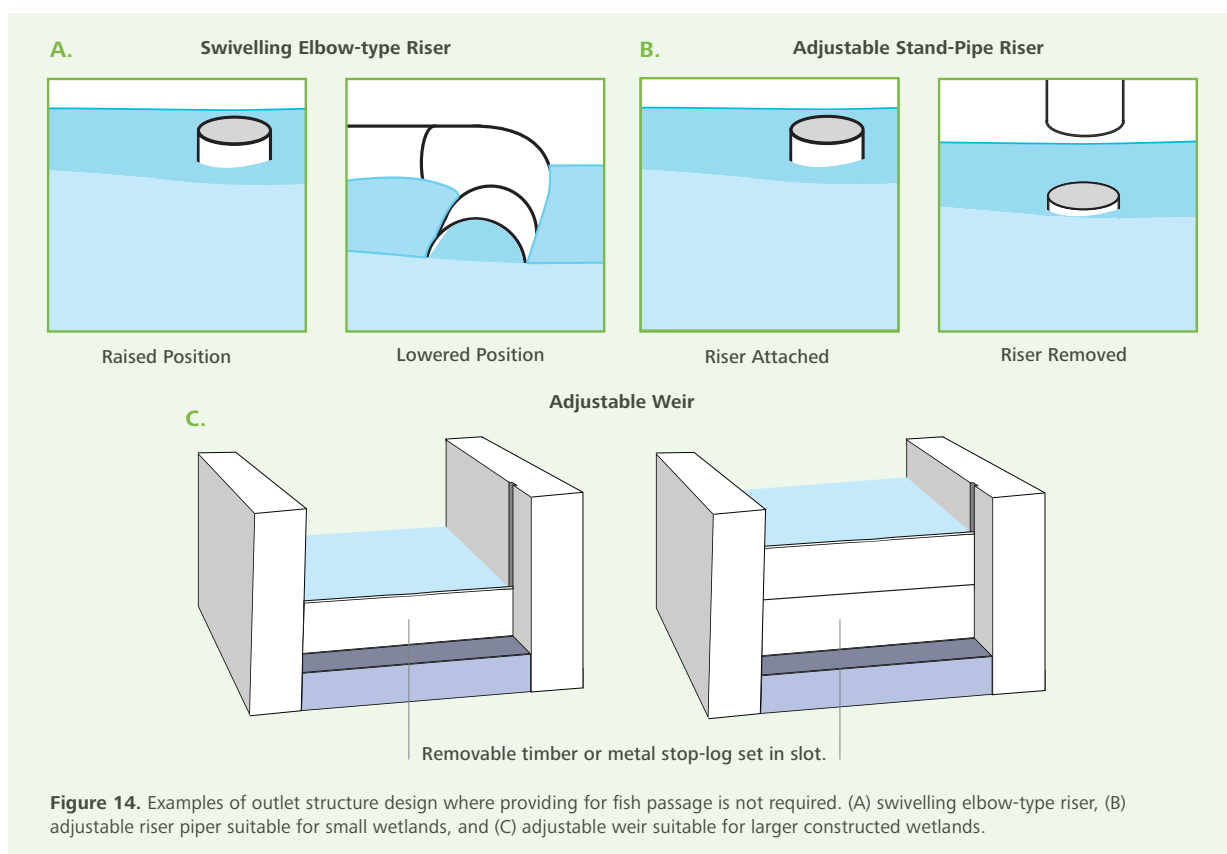 A. Swivelling Elbow-type Riser
B. Adjustable Stand-Pipe Riser
Raised Position
Lowered Position
Riser Attached
Riser Removed
Adjustable Weir
C.
Removable timber or metal stop-log set in slot.
Figure 14. Examples of outlet structure design where providing for fish passage is not required. (A) swivelling elbow-type riser, (B)
adjustable riser piper suitable for small wetlands, and (C) adjustable weir suitable for larger constructed wetlands.